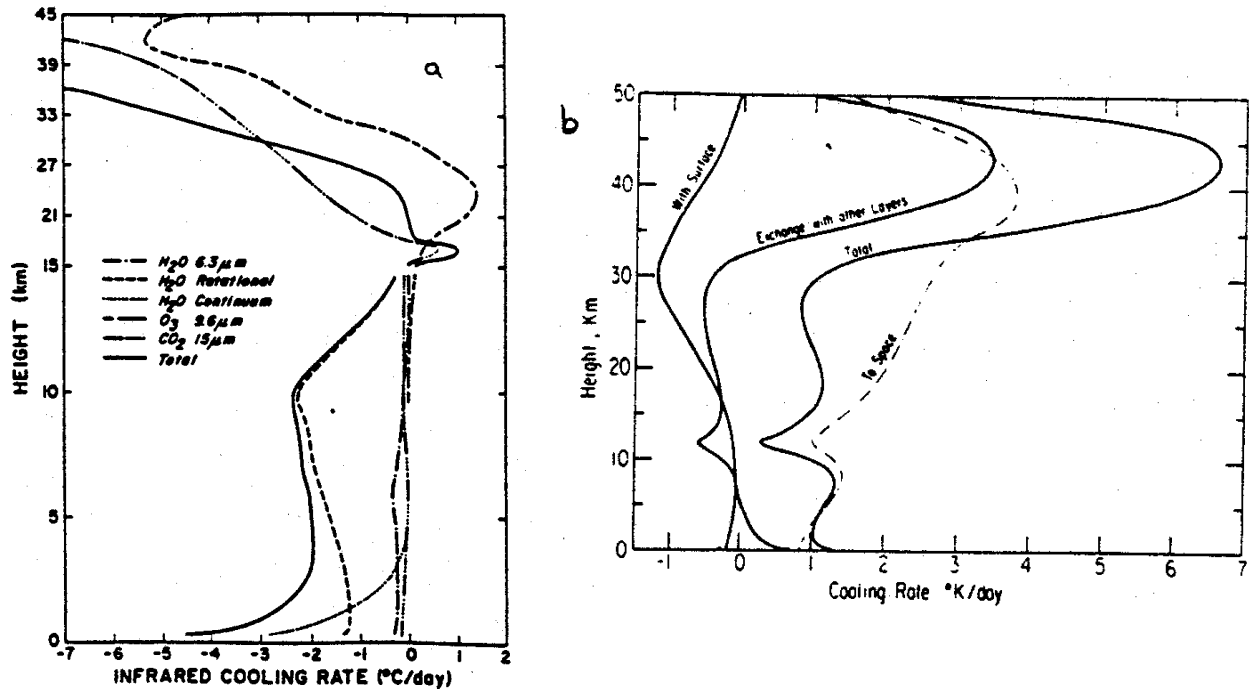 a
45
39
33
27
21
15
10
5
0
HEIGHT (km)
H₂O 6.3μm
H₂O Rotational
H₂O Continuum
O₃ 9.6μm
CO₂ 15μm
Total
-7 -6 -5 -4 -3 -2 -1 0 1 2
INFRARED COOLING RATE (°C/day)
b
50
40
30
20
10
0
Height, Km
With Surface
Exchange with other Layers
Total
To Space
-1 0 1 2 3 4 5 6 7
Cooling Rate °K/day